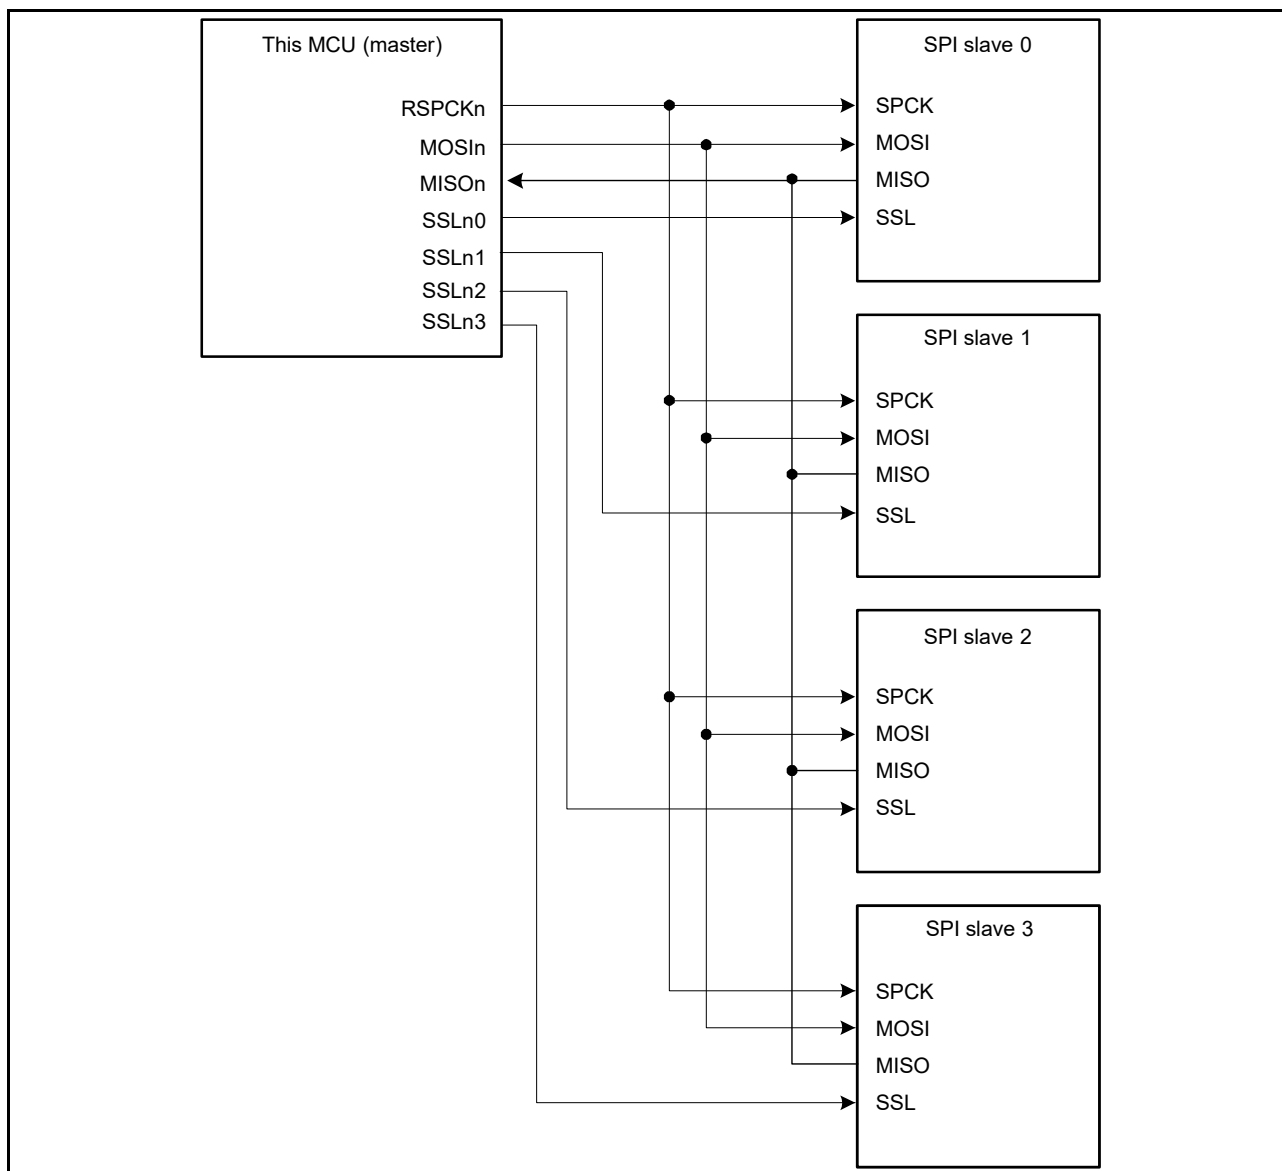 This MCU (master)
RSPCKn
MOSIn
MISOn
SSLn0
SSLn1
SSLn2
SSLn3
SPI slave 0
SPCK
MOSI
MISO
SSL
SPI slave 1
SPCK
MOSI
MISO
SSL
SPI slave 2
SPCK
MOSI
MISO
SSL
SPI slave 3
SPCK
MOSI
MISO
SSL